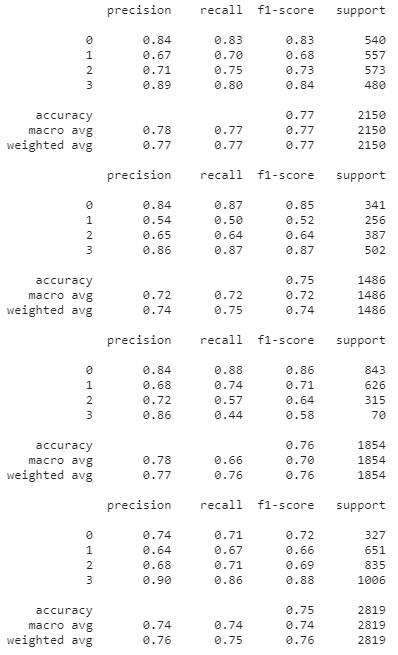 precision recall f1-score support
0 0.84 0.83 0.83 540
1 0.67 0.70 0.68 557
2 0.71 0.75 0.73 573
3 0.89 0.80 0.84 480
accuracy 0.77 2150
macro avg 0.78 0.77 0.77 2150
weighted avg 0.77 0.77 0.77 2150
precision recall f1-score support
0 0.84 0.87 0.85 341
1 0.54 0.50 0.52 256
2 0.65 0.64 0.64 387
3 0.86 0.87 0.87 502
accuracy 0.75 1486
macro avg 0.72 0.72 0.72 1486
weighted avg 0.74 0.75 0.74 1486
precision recall f1-score support
0 0.84 0.88 0.86 843
1 0.68 0.74 0.71 626
2 0.72 0.57 0.64 315
3 0.86 0.44 0.58 70
accuracy 0.76 1854
macro avg 0.78 0.66 0.70 1854
weighted avg 0.77 0.76 0.76 1854
precision recall f1-score support
0 0.74 0.71 0.72 327
1 0.64 0.67 0.66 651
2 0.68 0.71 0.69 835
3 0.90 0.86 0.88 1006
accuracy 0.75 2819
macro avg 0.74 0.74 0.74 2819
weighted avg 0.76 0.75 0.76 2819